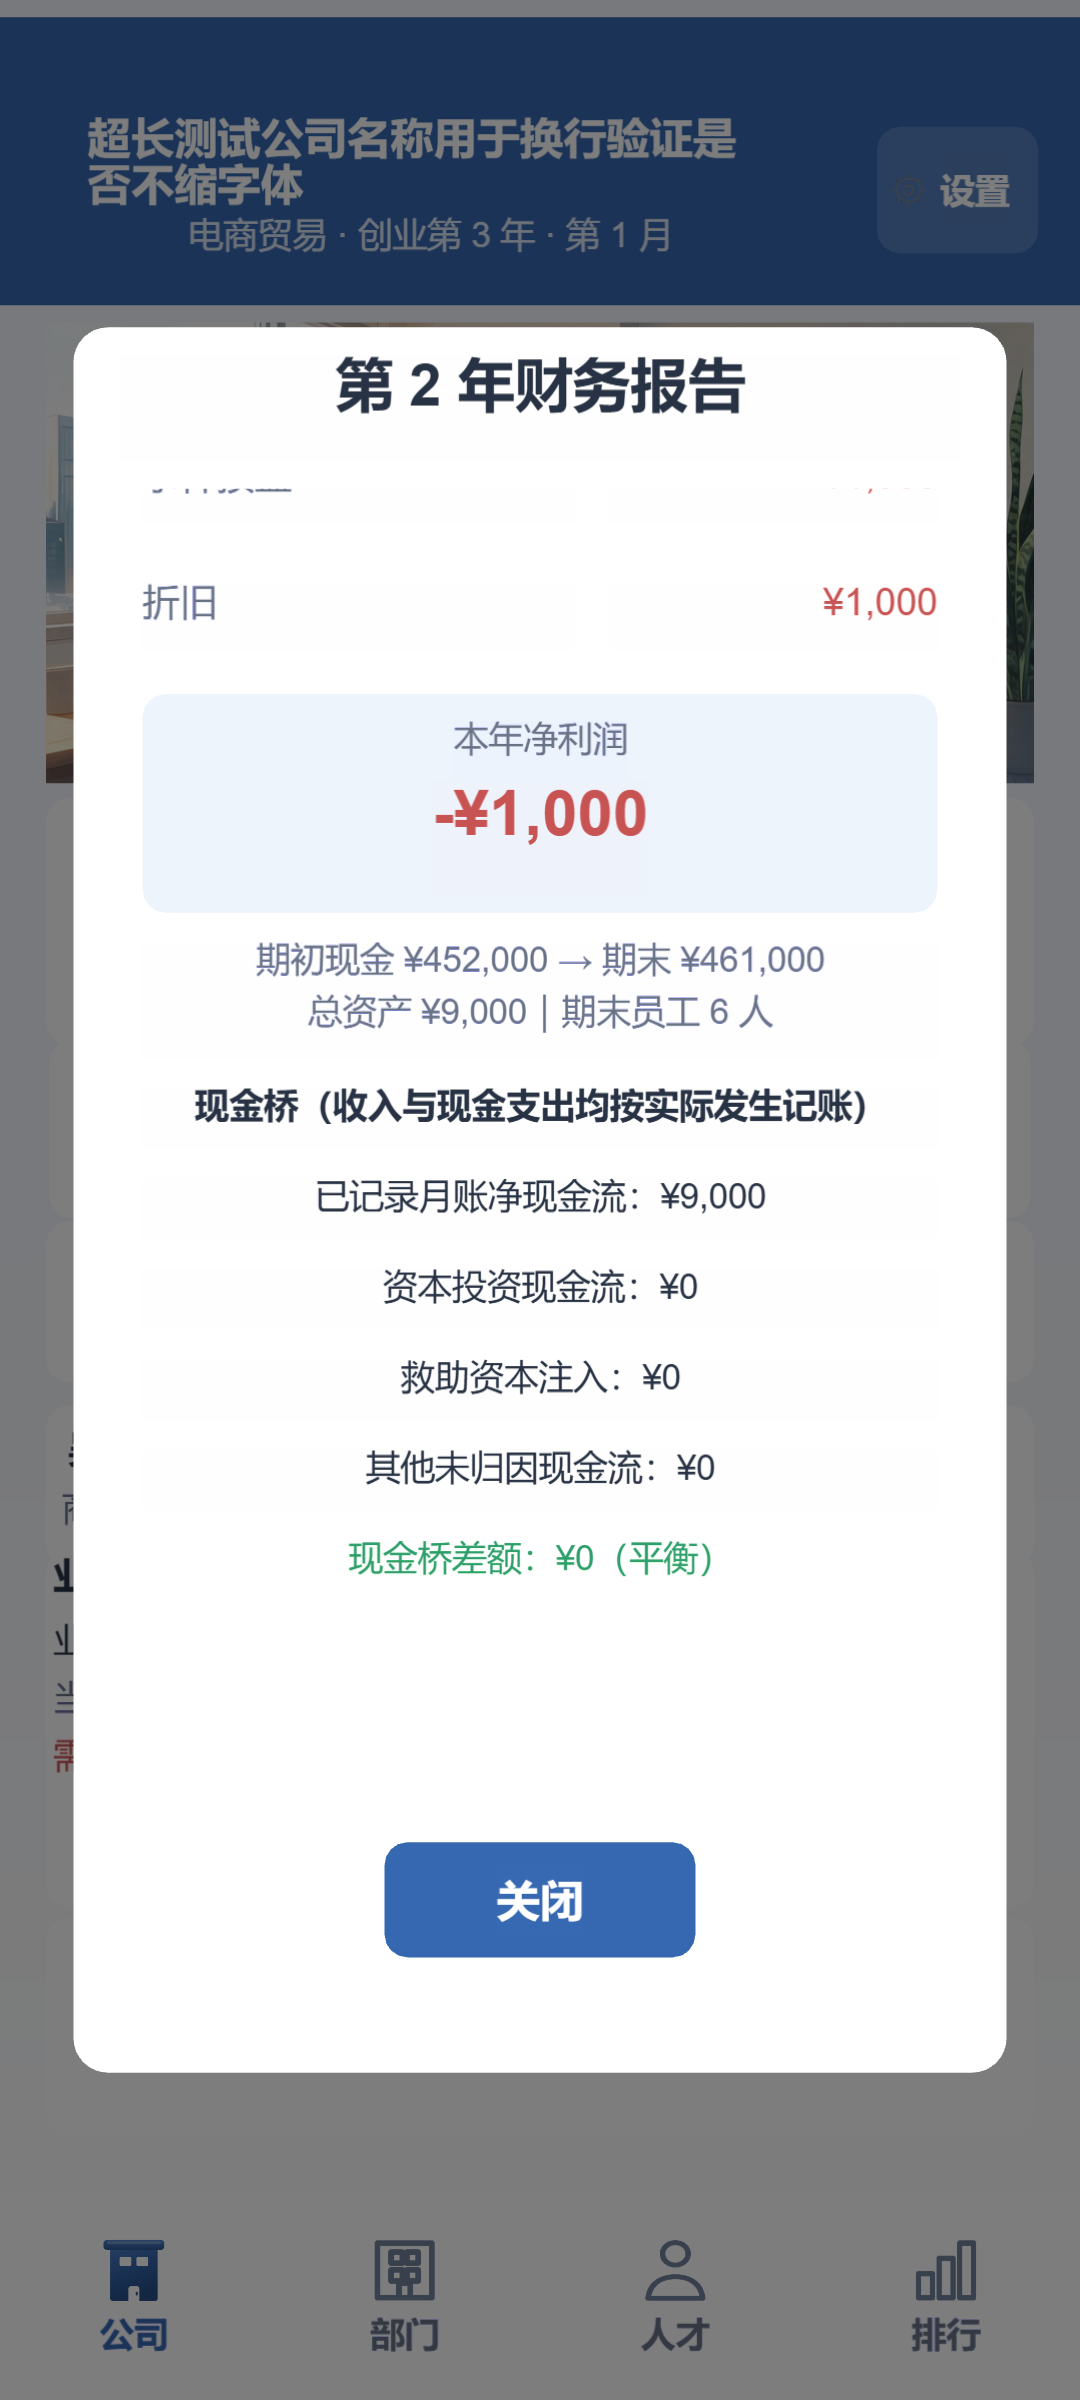 超长测试公司名称用于换行验证是
否不缩字体
电商贸易 · 创业第 3 年 · 第 1 月
设置
第 2 年财务报告
折旧 ¥1,000
本年净利润
-¥1,000
期初现金 ¥452,000 → 期末 ¥461,000
总资产 ¥9,000 | 期末员工 6 人
现金桥（收入与现金支出均按实际发生记账）
已记录月账净现金流：¥9,000
资本投资现金流：¥0
救助资本注入：¥0
其他未归因现金流：¥0
现金桥差额：¥0（平衡）
业
业
当
需
关闭
公司 部门 人才 排行